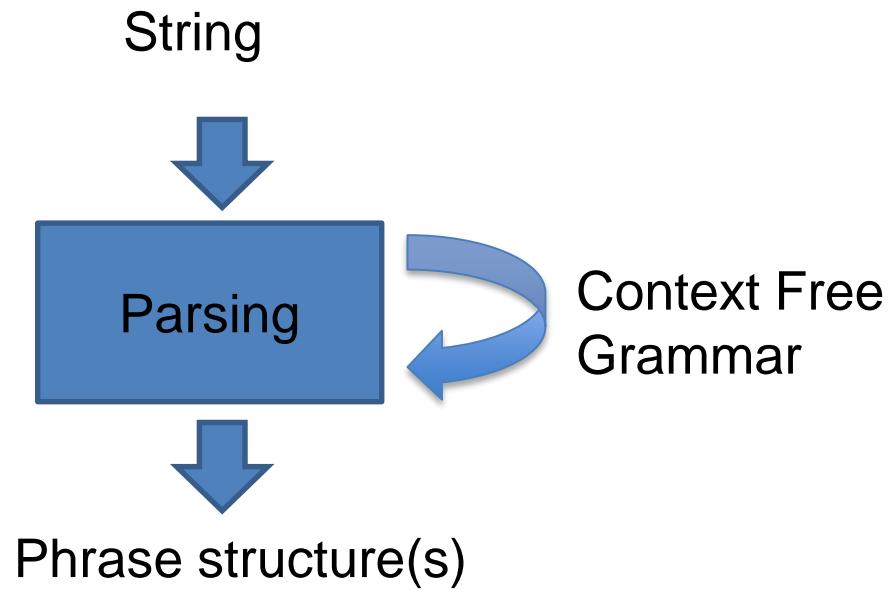 String
Parsing
Context Free
Grammar
Phrase structure(s)